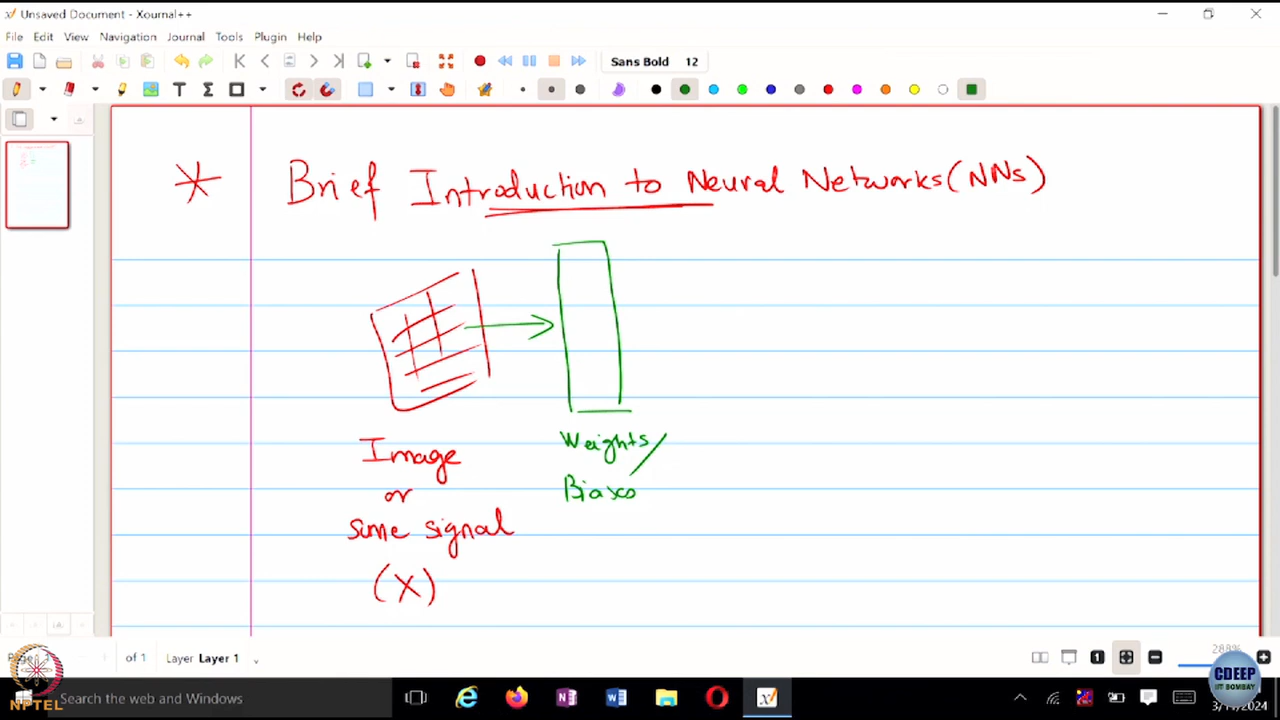 Unsaved Document - Xournal++
File Edit View Navigation Journal Tools Plugin Help
Sans Bold 12
* Brief Introduction to Neural Networks (NNs)
Image
or
some signal
(X)
Weights/
Biases
of 1 Layer Layer 1
288%
NPTEL
Search the web and Windows
CDEEP
IIT BOMBAY